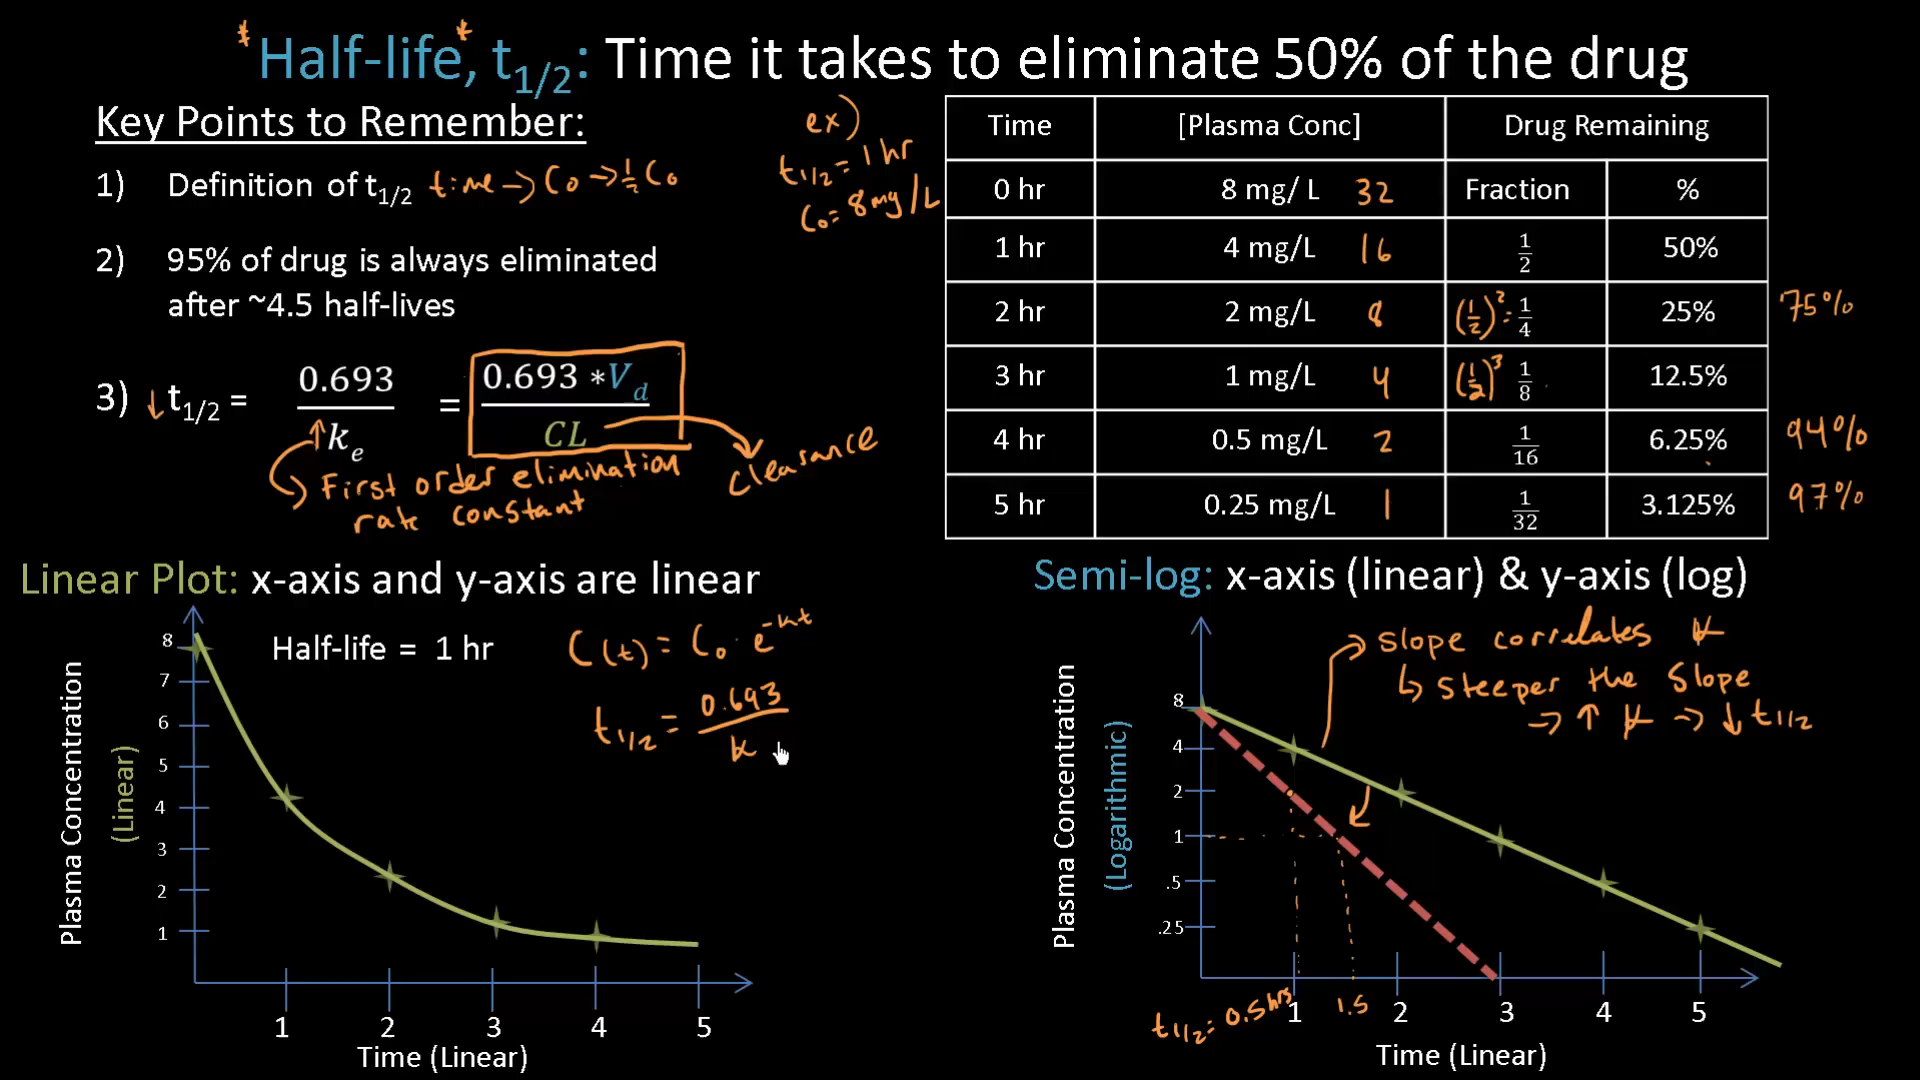 *Half-life,* t1/2: Time it takes to eliminate 50% of the drug
Key Points to Remember:
1) Definition of t1/2 time → C0 → 1/2 C0
2) 95% of drug is always eliminated
after ~4.5 half-lives
3) ↓ t1/2 = 0.693 / ↑ke = 0.693 *Vd / CL
First order elimination
rate constant
Clearance
ex)
t1/2 = 1 hr
C0 = 8 mg/L
Time [Plasma Conc] Drug Remaining
0 hr 8 mg/ L 32 Fraction %
1 hr 4 mg/L 16 1/2 50%
2 hr 2 mg/L 8 (1/2)² = 1/4 25% 75%
3 hr 1 mg/L 4 (1/2)³ 1/8 12.5%
4 hr 0.5 mg/L 2 1/16 6.25% 94%
5 hr 0.25 mg/L 1 1/32 3.125% 97%
Linear Plot: x-axis and y-axis are linear
Half-life = 1 hr
C(t) = C0 · e^-kt
t1/2 = 0.693 / k
Plasma Concentration
(Linear)
8
7
6
5
4
3
2
1
1 2 3 4 5
Time (Linear)
Semi-log: x-axis (linear) & y-axis (log)
→ Slope correlates k
↳ Steeper the Slope
→ ↑ k → ↓ t1/2
Plasma Concentration
(Logarithmic)
8
4
2
1
.5
.25
t1/2 = 0.5 hrs
1 1.5 2 3 4 5
Time (Linear)